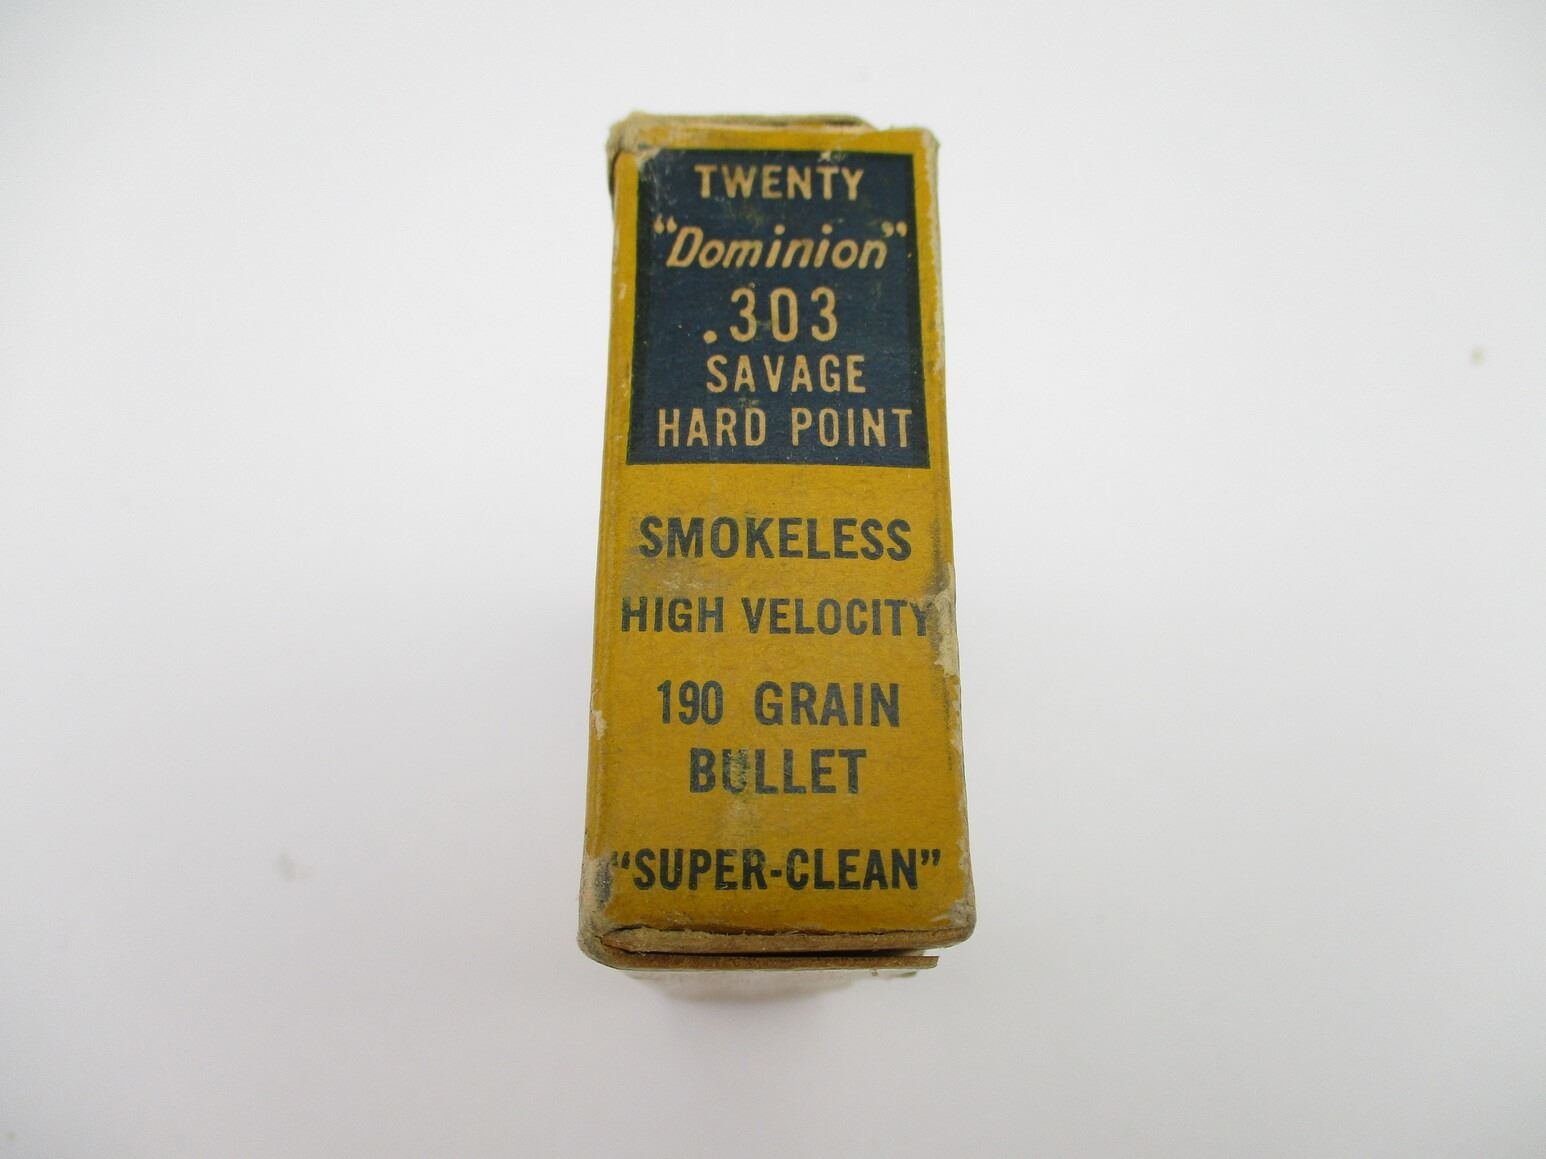 TWENTY
"Dominion"
.303
SAVAGE
HARD POINT
SMOKELESS
HIGH VELOCITY
190 GRAIN
BULLET
"SUPER-CLEAN"